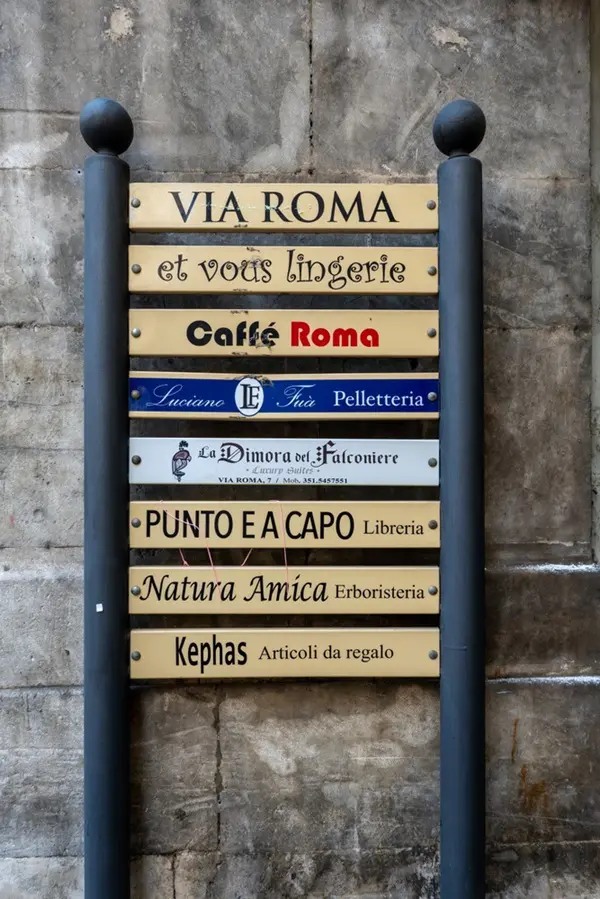 VIA ROMA
et vous lingerie
Caffé Roma
Luciano LF Fuà Pelletteria
La Dimora del Falconiere
· Luxury Suites ·
VIA ROMA, 7 / Mob. 351.5457551
PUNTO E A CAPO Libreria
Natura Amica Erboristeria
Kephas Articoli da regalo